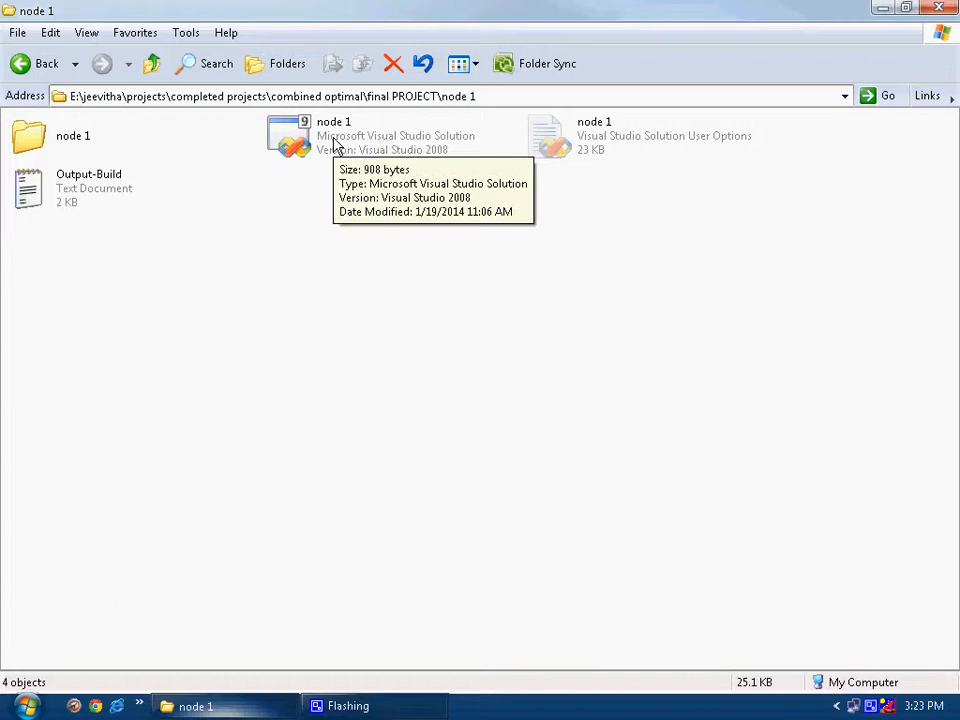 node 1
File Edit View Favorites Tools Help
Back Search Folders Folder Sync
Address E:\jeevitha\projects\completed projects\combined optimal\final PROJECT\node 1 Go Links
node 1
9
node 1
Microsoft Visual Studio Solution
Version: Visual Studio 2008
node 1
Visual Studio Solution User Options
23 KB
Output-Build
Text Document
2 KB
Size: 908 bytes
Type: Microsoft Visual Studio Solution
Version: Visual Studio 2008
Date Modified: 1/19/2014 11:06 AM
4 objects 25.1 KB My Computer
node 1 Flashing 3:23 PM